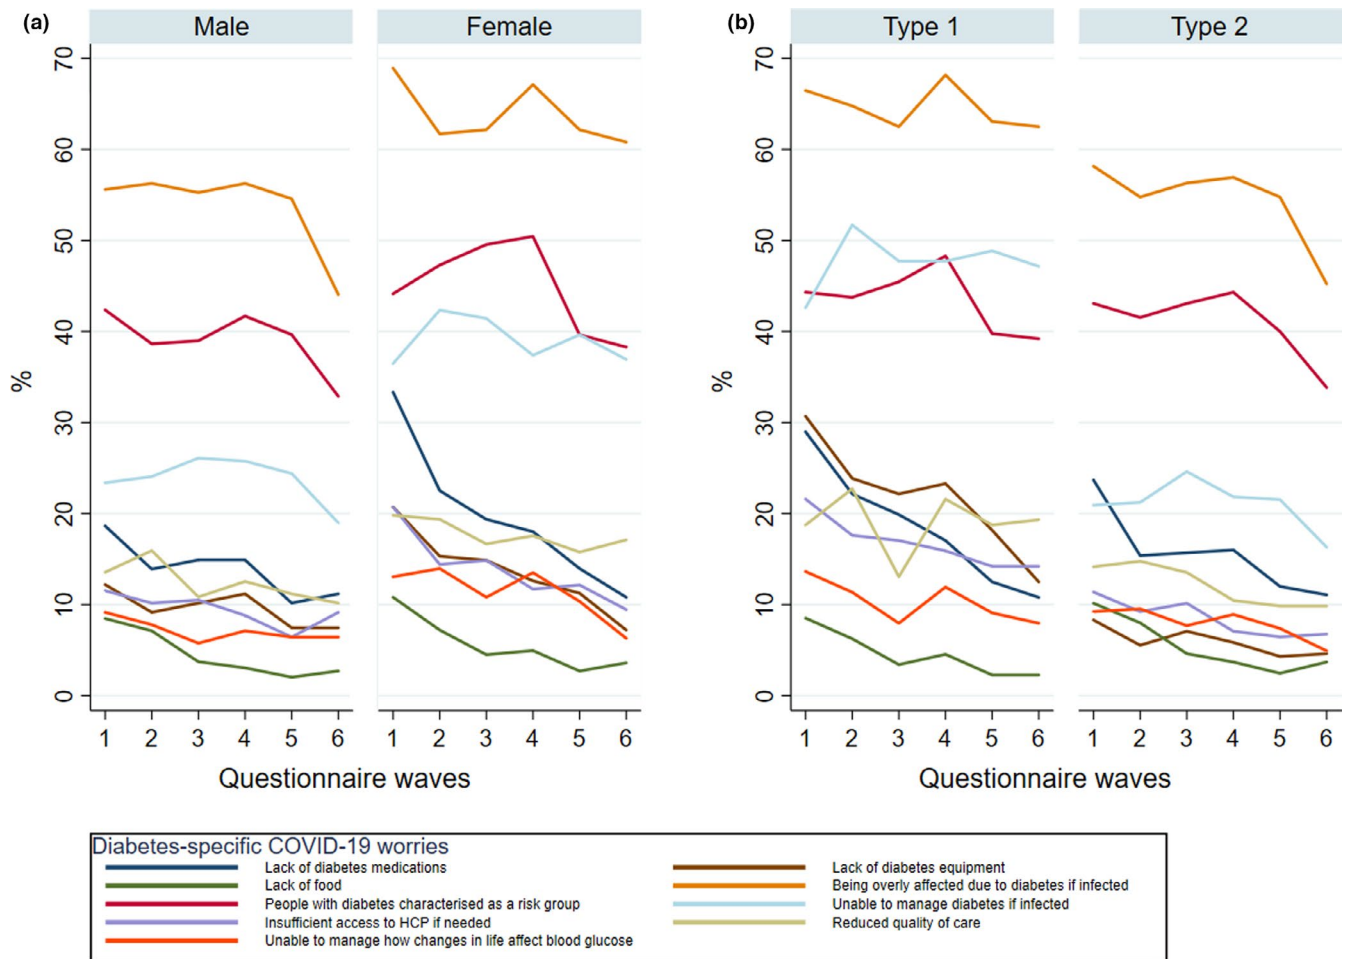 (a)
Male
Female
(b)
Type 1
Type 2
70
60
50
40
30
20
10
0
%
1 2 3 4 5 6
1 2 3 4 5 6
Questionnaire waves
70
60
50
40
30
20
10
0
%
1 2 3 4 5 6
1 2 3 4 5 6
Questionnaire waves
Diabetes-specific COVID-19 worries
Lack of diabetes medications
Lack of diabetes equipment
Lack of food
Being overly affected due to diabetes if infected
People with diabetes characterised as a risk group
Unable to manage diabetes if infected
Insufficient access to HCP if needed
Reduced quality of care
Unable to manage how changes in life affect blood glucose